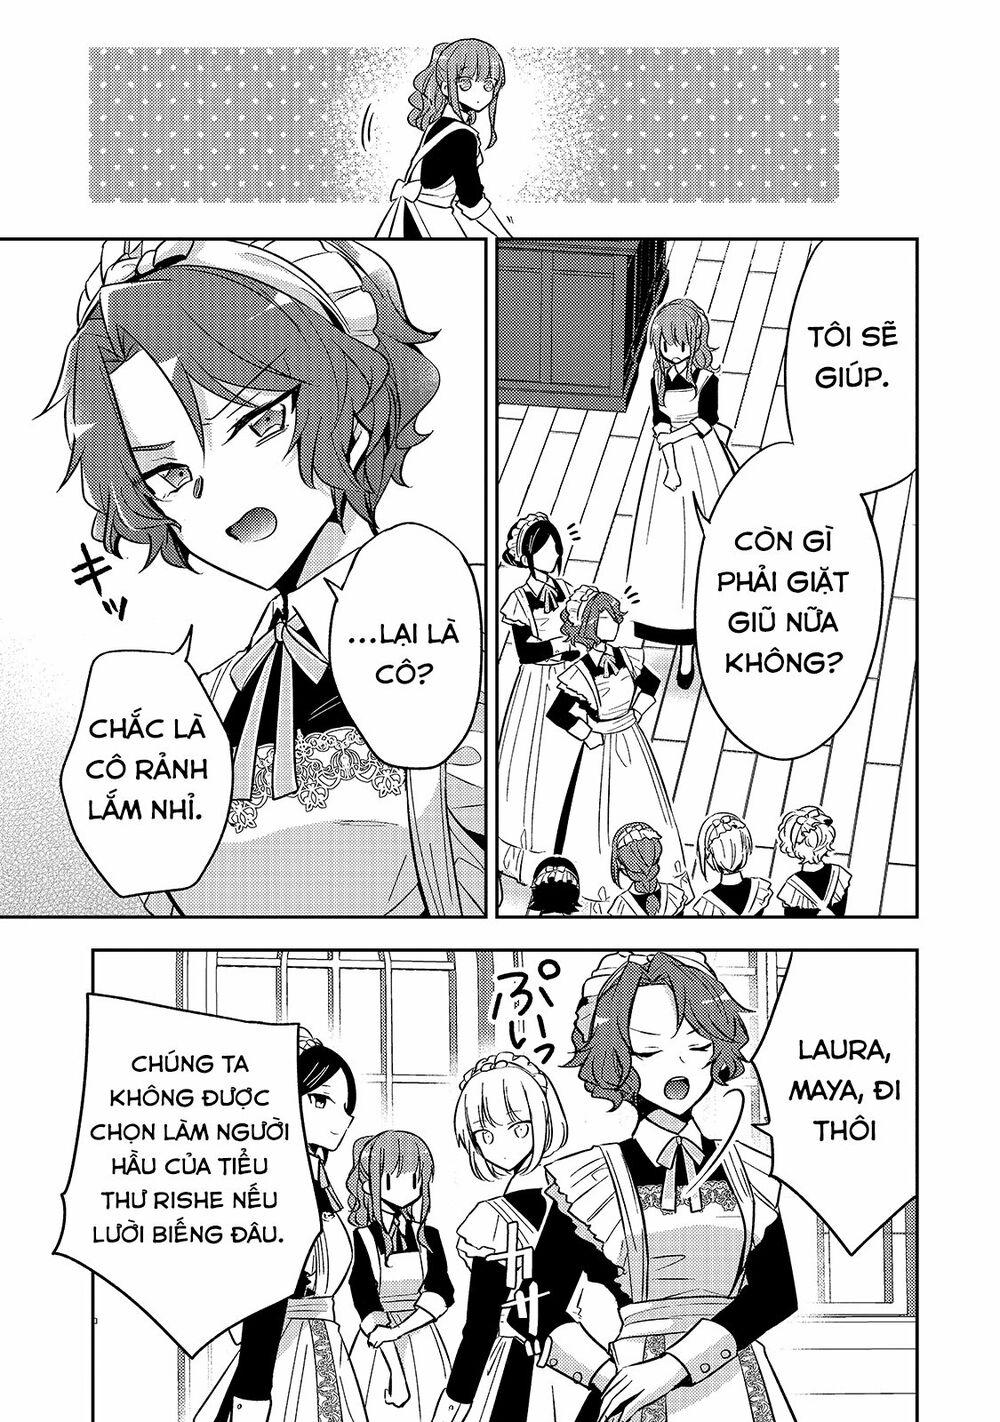 TÔI SẼ
GIÚP.
CÒN GÌ
PHẢI GIẶT
GIŨ NỮA
KHÔNG?
...LẠI LÀ
CÔ?
CHẮC LÀ
CÔ RẢNH
LẮM NHỈ.
キッ
LAURA,
MAYA, ĐI
THÔI
ぷいっ
CHÚNG TA
KHÔNG ĐƯỢC
CHỌN LÀM NGƯỜI
HẦU CỦA TIỂU
THƯ RISHE NẾU
LƯỜI BIẾNG ĐÂU.